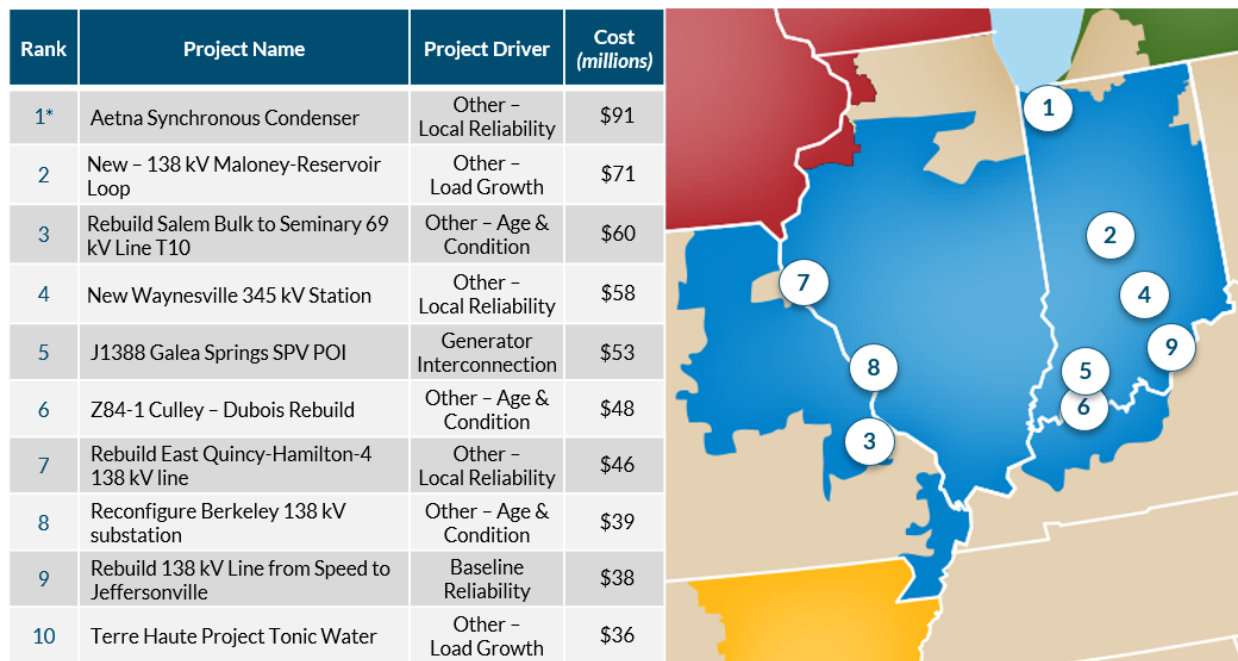 Rank Project Name Project Driver Cost
(millions)
1* Aetna Synchronous Condenser Other –
Local Reliability $91
2 New – 138 kV Maloney-Reservoir
Loop Other –
Load Growth $71
3 Rebuild Salem Bulk to Seminary 69
kV Line T10 Other – Age &
Condition $60
4 New Waynesville 345 kV Station Other –
Local Reliability $58
5 J1388 Galea Springs SPV POI Generator
Interconnection $53
6 Z84-1 Culley – Dubois Rebuild Other – Age &
Condition $48
7 Rebuild East Quincy-Hamilton-4
138 kV line Other –
Local Reliability $46
8 Reconfigure Berkeley 138 kV
substation Other – Age &
Condition $39
9 Rebuild 138 kV Line from Speed to
Jeffersonville Baseline
Reliability $38
10 Terre Haute Project Tonic Water Other –
Load Growth $36
1
2
7
4
9
8
5
6
3